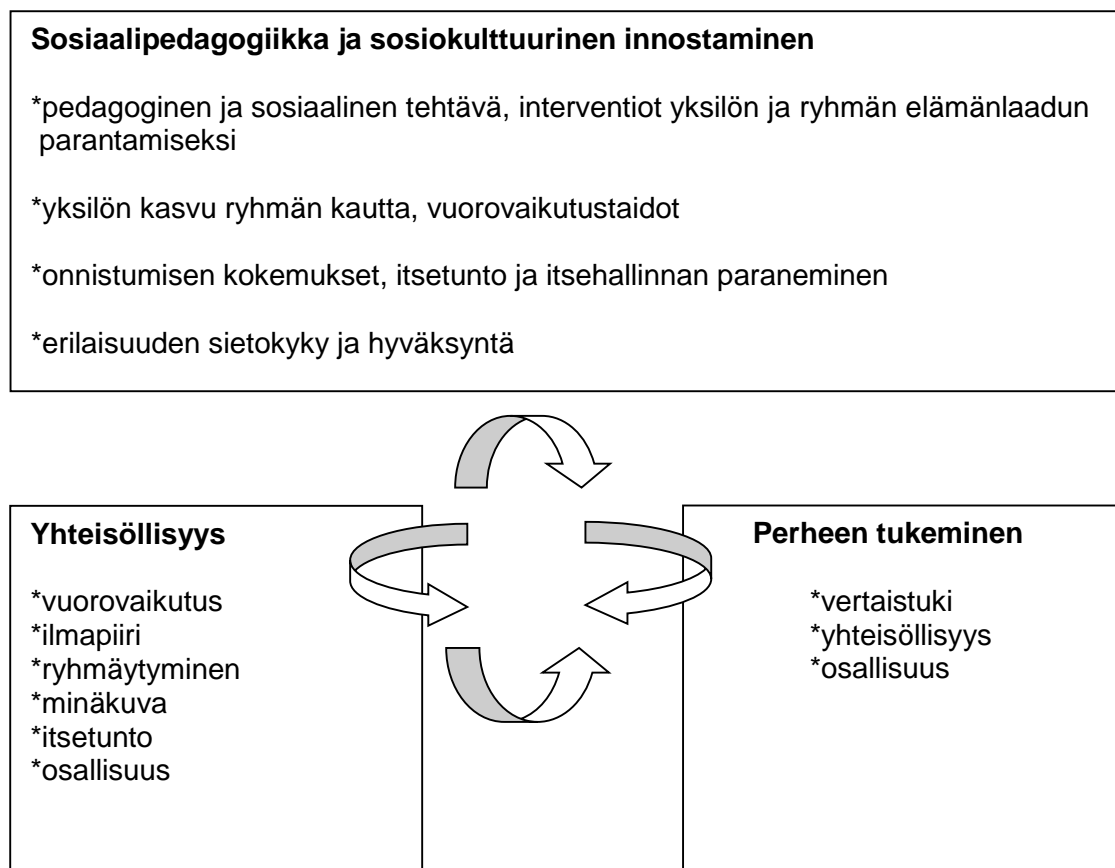 Sosiaalipedagogiikka ja sosiokulttuurinen innostaminen
*pedagoginen ja sosiaalinen tehtävä, interventiot yksilön ja ryhmän elämänlaadun
parantamiseksi
*yksilön kasvu ryhmän kautta, vuorovaikutustaidot
*onnistumisen kokemukset, itsetunto ja itsehallinnan paraneminen
*erilaisuuden sietokyky ja hyväksyntä
Yhteisöllisyys
*vuorovaikutus
*ilmapiiri
*ryhmäytyminen
*minäkuva
*itsetunto
*osallisuus
Perheen tukeminen
*vertaistuki
*yhteisöllisyys
*osallisuus